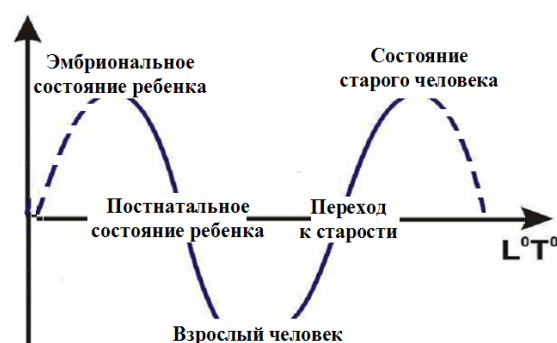 Эмбриональное
состояние ребенка
Состояние
старого человека
Постнатальное
состояние ребенка
Переход
к старости
L⁰T⁰
Взрослый человек